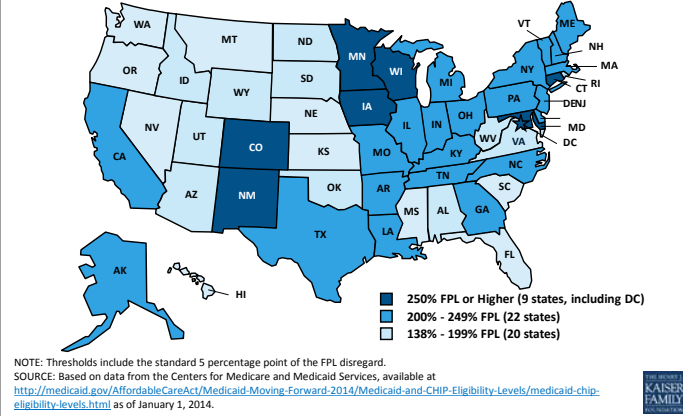 WA
MT
ND
MN
VT
ME
OR
ID
SD
WI
NH
WY
MI
NY
MA
RI
CT
NV
NE
IA
PA
DE
NJ
UT
CO
IL
IN
OH
MD
CA
KS
MO
WV
VA
DC
KY
AZ
NM
OK
AR
TN
NC
TX
LA
MS
AL
GA
SC
FL
AK
HI
250% FPL or Higher (9 states, including DC)
200% - 249% FPL (22 states)
138% - 199% FPL (20 states)
NOTE: Thresholds include the standard 5 percentage point of the FPL disregard.
SOURCE: Based on data from the Centers for Medicare and Medicaid Services, available at
http://medicaid.gov/AffordableCareAct/Medicaid-Moving-Forward-2014/Medicaid-and-CHIP-Eligibility-Levels/medicaid-chip-
eligibility-levels.html as of January 1, 2014.
THE HENRY J.
KAISER
FAMILY
FOUNDATION